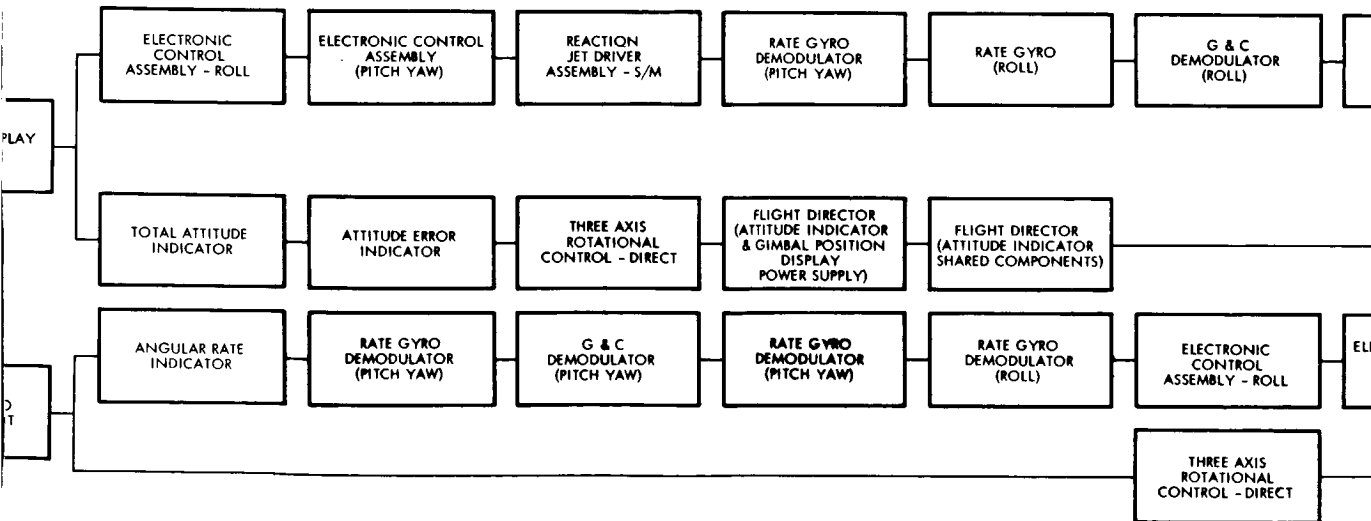 ELECTRONIC
CONTROL
ASSEMBLY - ROLL
ELECTRONIC CONTROL
ASSEMBLY
(PITCH YAW)
REACTION
JET DRIVER
ASSEMBLY - S/M
RATE GYRO
DEMODULATOR
(PITCH YAW)
RATE GYRO
(ROLL)
G & C
DEMODULATOR
(ROLL)
PLAY
TOTAL ATTITUDE
INDICATOR
ATTITUDE ERROR
INDICATOR
THREE AXIS
ROTATIONAL
CONTROL - DIRECT
FLIGHT DIRECTOR
(ATTITUDE INDICATOR
& GIMBAL POSITION
DISPLAY
POWER SUPPLY)
FLIGHT DIRECTOR
(ATTITUDE INDICATOR
SHARED COMPONENTS)
ANGULAR RATE
INDICATOR
RATE GYRO
DEMODULATOR
(PITCH YAW)
G & C
DEMODULATOR
(PITCH YAW)
RATE GYRO
DEMODULATOR
(PITCH YAW)
RATE GYRO
DEMODULATOR
(ROLL)
ELECTRONIC
CONTROL
ASSEMBLY - ROLL
THREE AXIS
ROTATIONAL
CONTROL - DIRECT